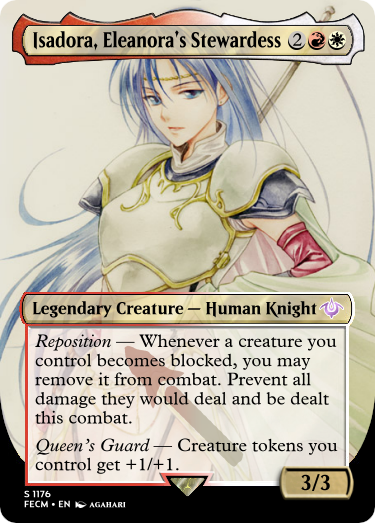 Isadora, Eleanora's Stewardess 2
Legendary Creature — Human Knight
Reposition — Whenever a creature you
control becomes blocked, you may
remove it from combat. Prevent all
damage they would deal and be dealt
this combat.
Queen's Guard — Creature tokens you
control get +1/+1.
3/3
S 1176
FECM • EN AGAHARI